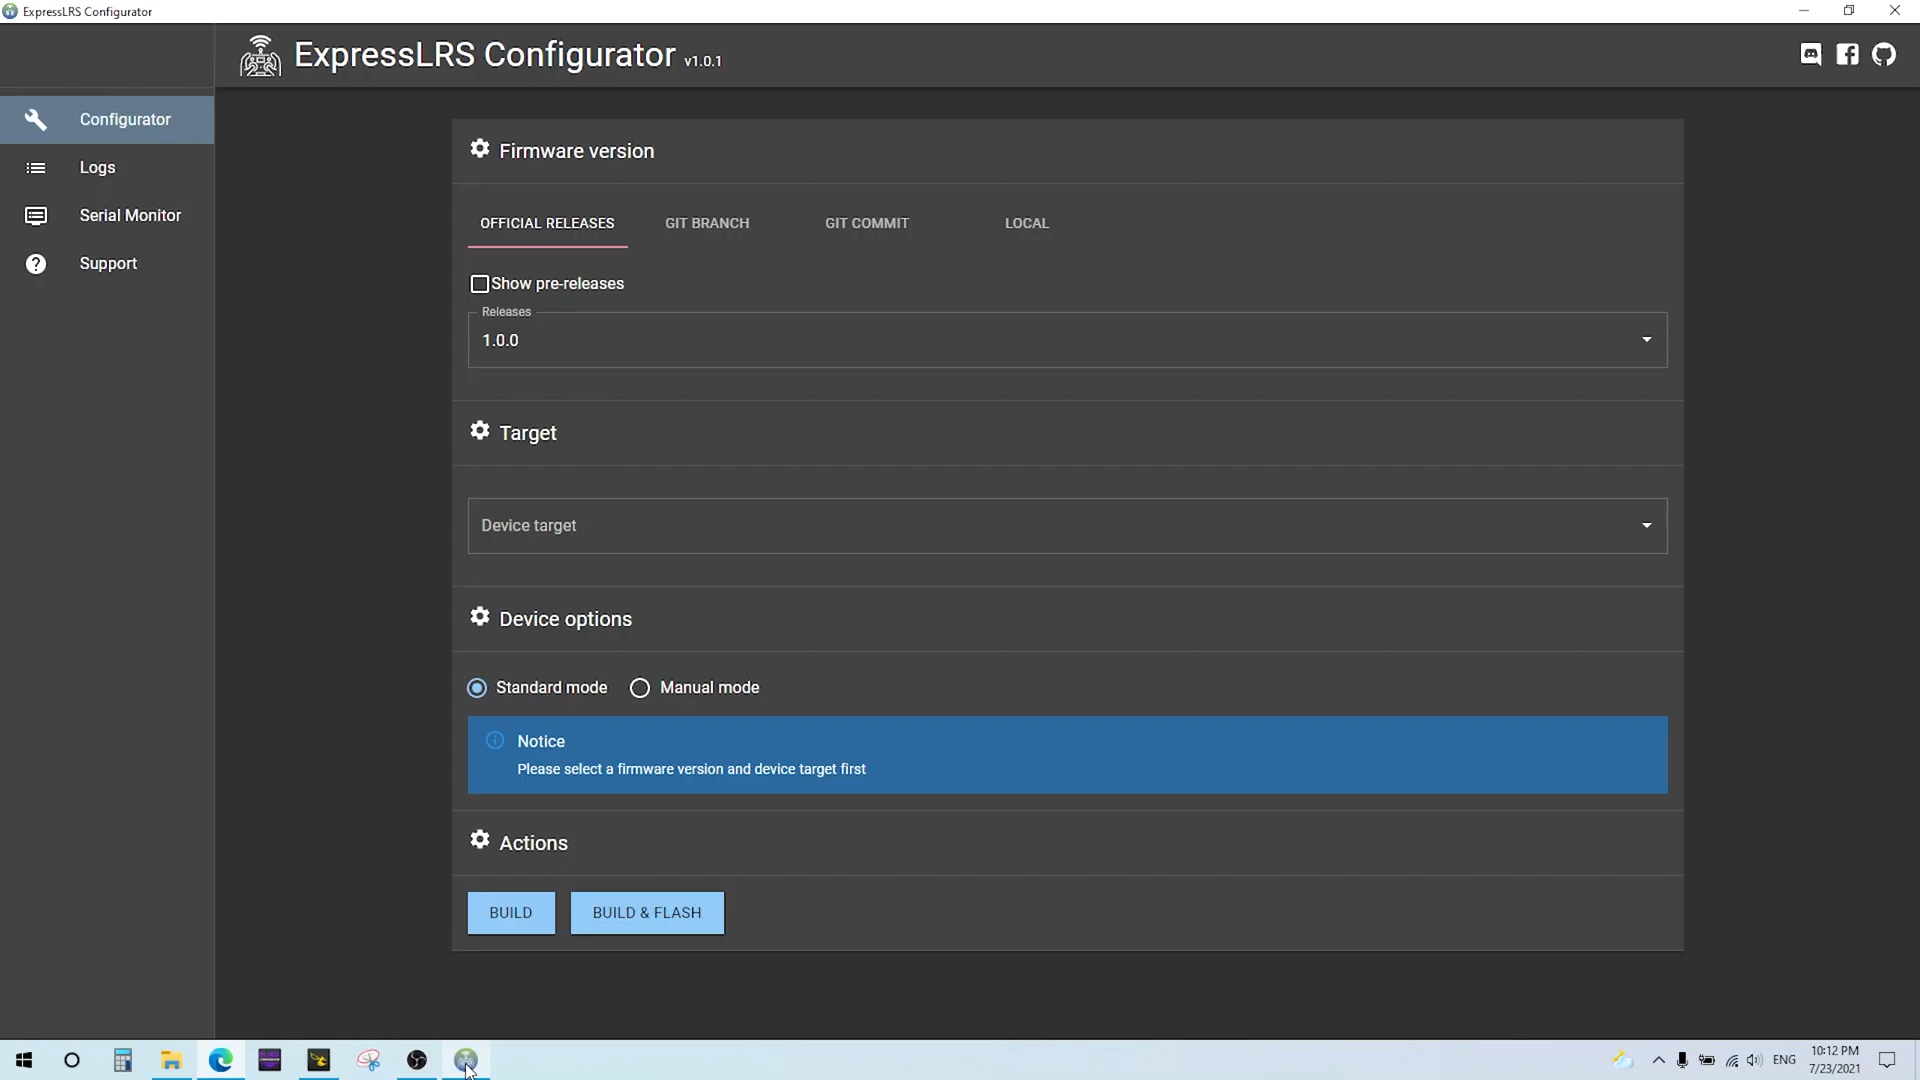 ExpressLRS Configurator
ExpressLRS Configurator v1.0.1
Configurator
Logs
Serial Monitor
Support
Firmware version
OFFICIAL RELEASES GIT BRANCH GIT COMMIT LOCAL
Show pre-releases
Releases
1.0.0
Target
Device target
Device options
Standard mode Manual mode
Notice
Please select a firmware version and device target first
Actions
BUILD BUILD & FLASH
ENG
10:12 PM
7/23/2021